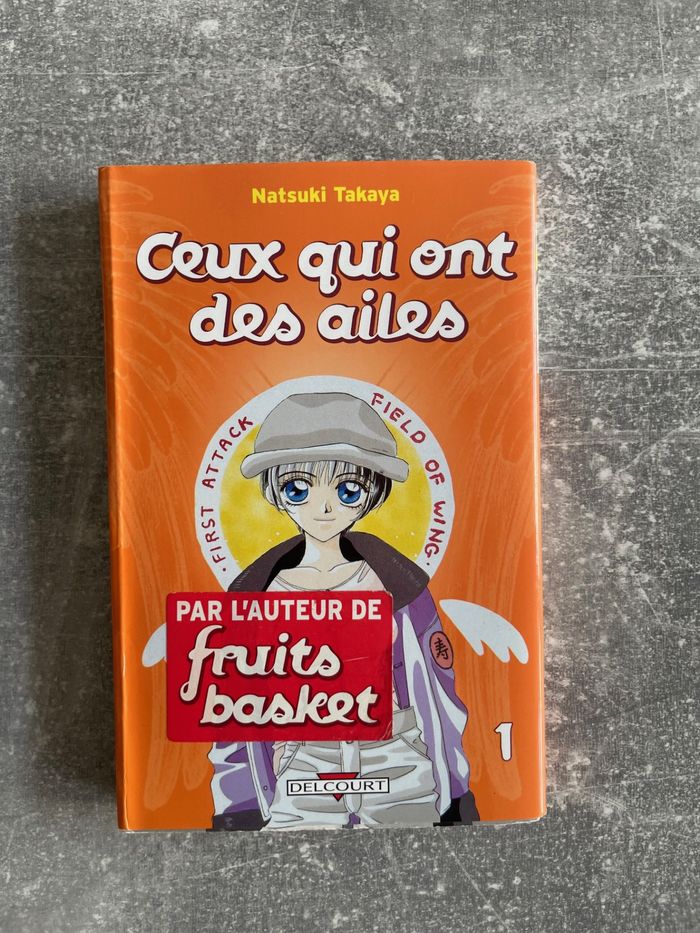 Natsuki Takaya
Ceux qui ont
des ailes
· FIRST ATTACK
FIELD OF WING ·
PAR L'AUTEUR DE
fruits
basket
寿
1
DELCOURT